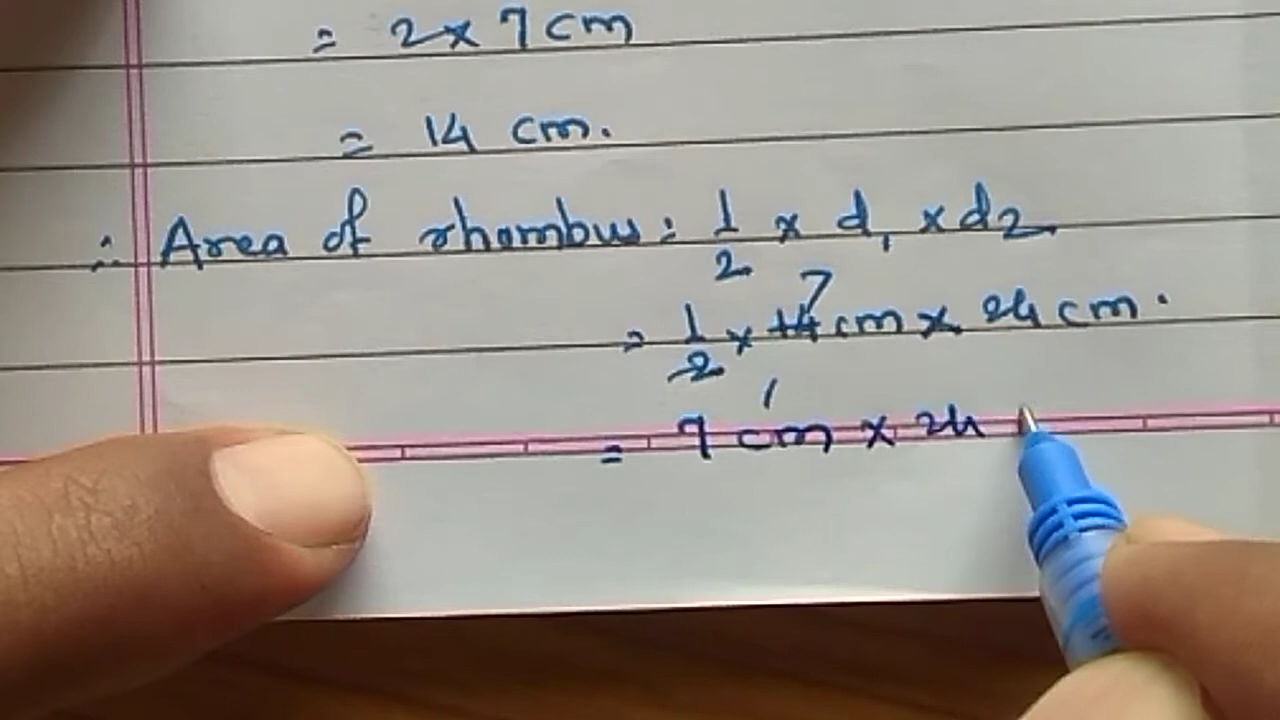 = 2 × 7 cm
= 14 cm.
∴ Area of rhombus = 1/2 × d1 × d2
7
= 1/2 × 14 cm × 24 cm.
1
= 7 cm × 24